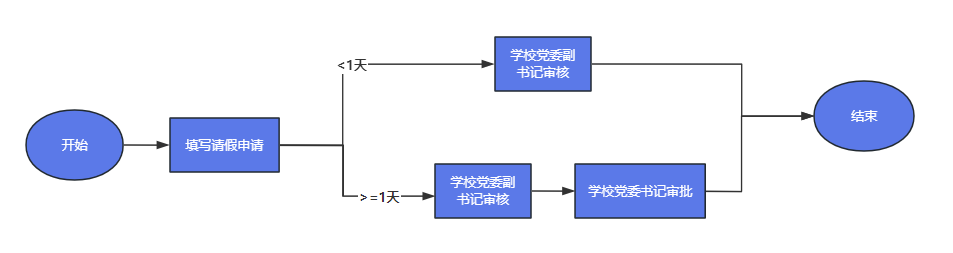 开始
填写请假申请
<1天
学校党委副
书记审核
>=1天
学校党委副
书记审核
学校党委书记审批
结束